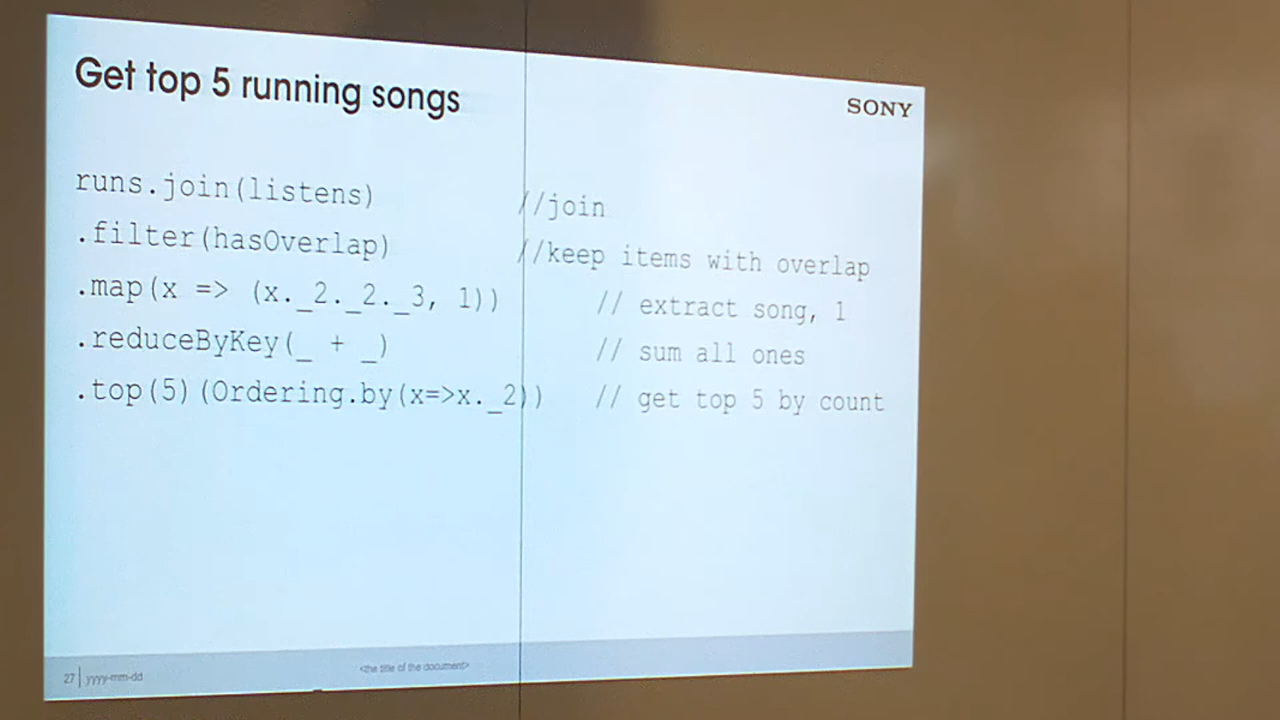 Get top 5 running songs
SONY
runs.join(listens) //join
.filter(hasOverlap) //keep items with overlap
.map(x => (x._2._2._3, 1)) // extract song, 1
.reduceByKey(_ + _) // sum all ones
.top(5)(Ordering.by(x=>x._2)) // get top 5 by count
27 yyyy-mm-dd <the title of the document>